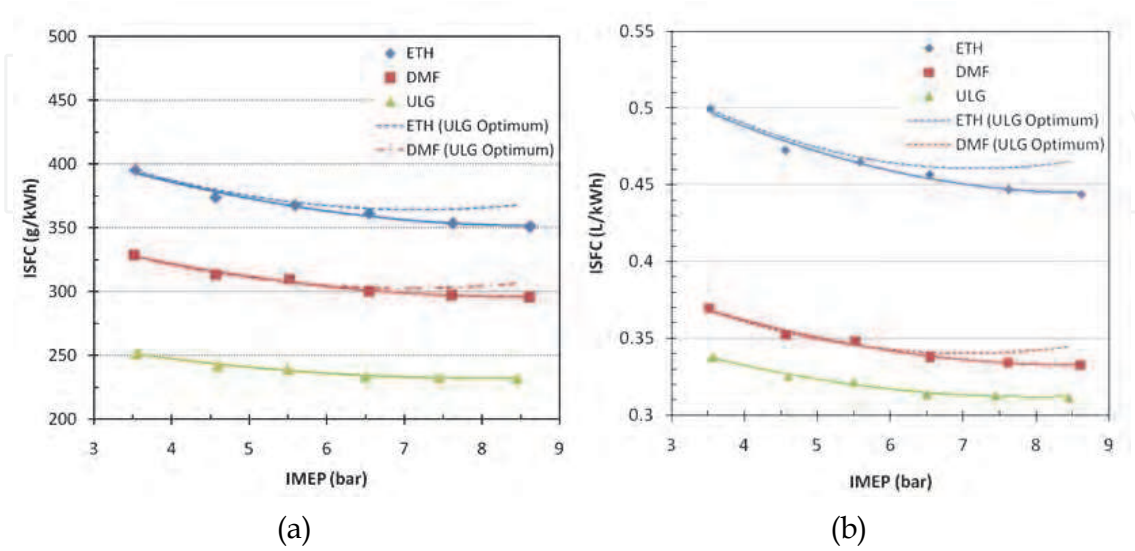 500
450
400
350
300
250
200
ISFC (g/kWh)
ETH
DMF
ULG
ETH (ULG Optimum)
DMF (ULG Optimum)
3 4 5 6 7 8 9
IMEP (bar)
(a)
0.55
0.5
0.45
0.4
0.35
0.3
ISFC (L/kWh)
ETH
DMF
ULG
ETH (ULG Optimum)
DMF (ULG Optimum)
3 4 5 6 7 8 9
IMEP (bar)
(b)